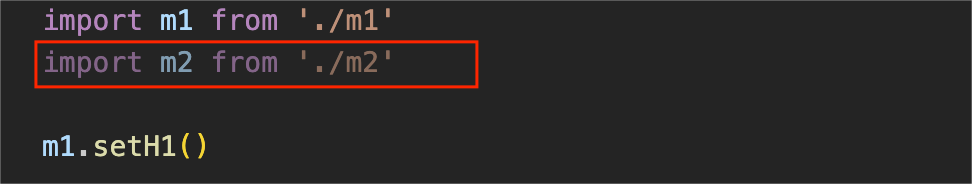 import m1 from './m1'
import m2 from './m2'
m1.setH1()